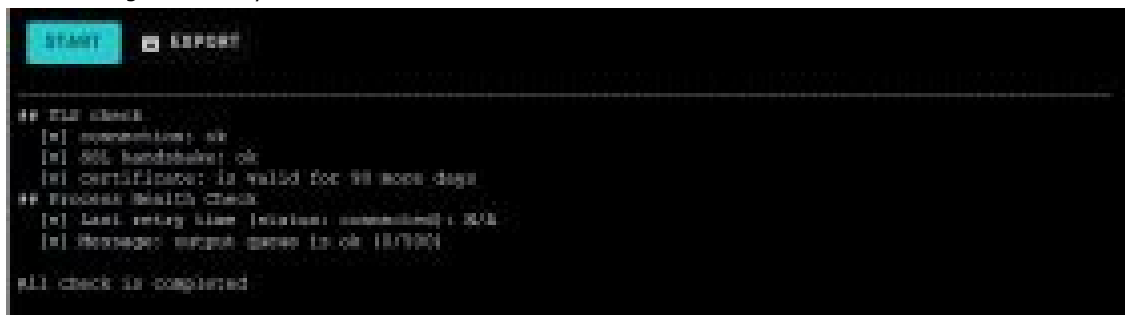 START EXPORT
## TLS check
[*] connection: ok
[*] SSL handshake: ok
[*] certificate: is valid for more days
## Process Health Check
[*] Last retry time [status: connected]: N/A
[*] Message: output queue is ok
All check is completed